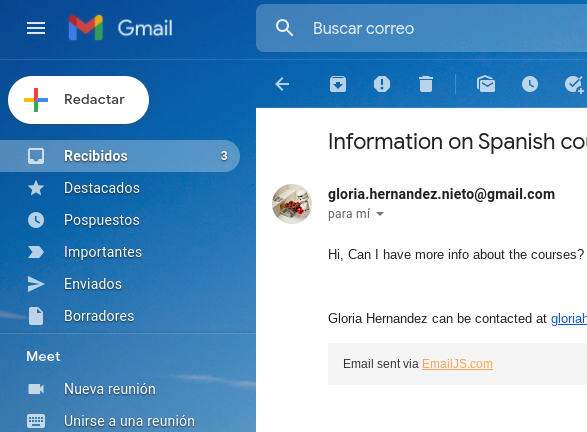 Gmail
Buscar correo
Redactar
Recibidos 3
Destacados
Pospuestos
Importantes
Enviados
Borradores
Meet
Nueva reunión
Unirse a una reunión
Information on Spanish cou
gloria.hernandez.nieto@gmail.com
para mí
Hi, Can I have more info about the courses?
Gloria Hernandez can be contacted at gloriah
Email sent via EmailJS.com